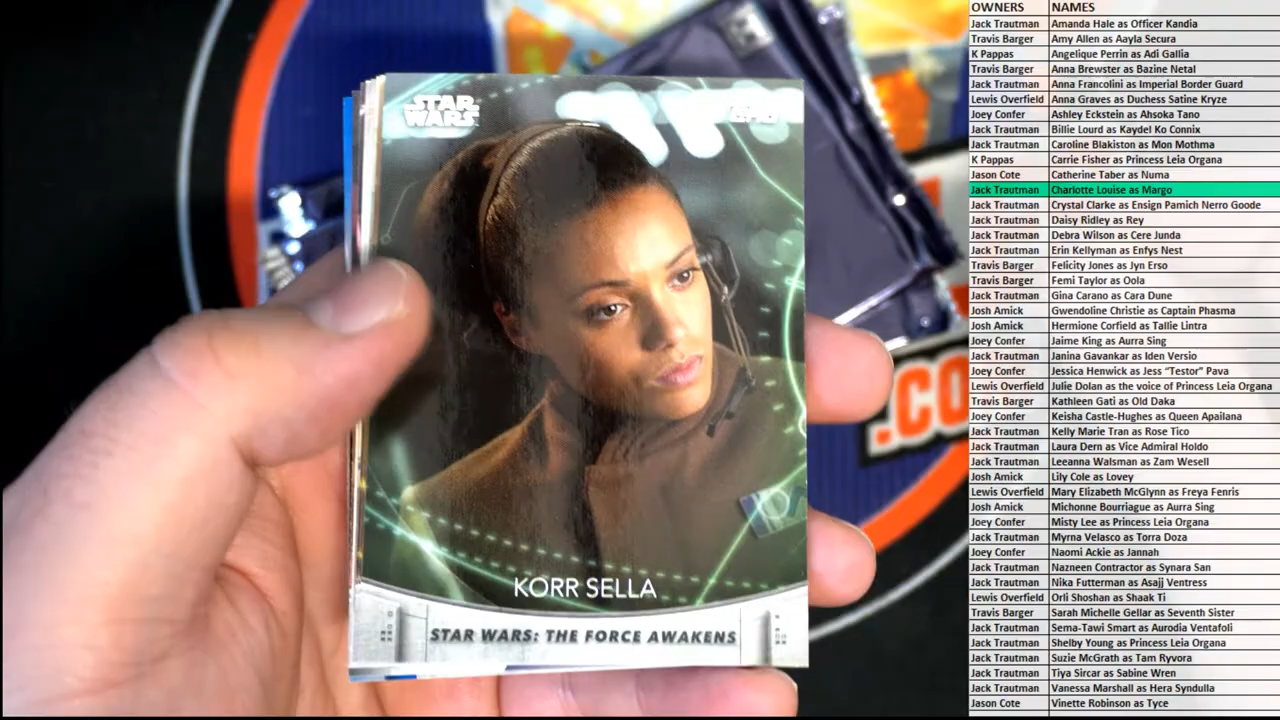 STAR WARS
KORR SELLA
STAR WARS: THE FORCE AWAKENS
.CO
OWNERS NAMES
Jack Trautman Amanda Hale as Officer Kandia
Travis Barger Amy Allen as Aayla Secura
K Pappas Angelique Perrin as Adi Gallia
Travis Barger Anna Brewster as Bazine Netal
Jack Trautman Anna Francolini as Imperial Border Guard
Lewis Overfield Anna Graves as Duchess Satine Kryze
Joey Confer Ashley Eckstein as Ahsoka Tano
Jack Trautman Billie Lourd as Kaydel Ko Connix
Jack Trautman Caroline Blakiston as Mon Mothma
K Pappas Carrie Fisher as Princess Leia Organa
Jason Cote Catherine Taber as Numa
Jack Trautman Charlotte Louise as Margo
Jack Trautman Crystal Clarke as Ensign Pamich Nerro Goode
Jack Trautman Daisy Ridley as Rey
Jack Trautman Debra Wilson as Cere Junda
Jack Trautman Erin Kellyman as Enfys Nest
Travis Barger Felicity Jones as Jyn Erso
Travis Barger Femi Taylor as Oola
Jack Trautman Gina Carano as Cara Dune
Josh Amick Gwendoline Christie as Captain Phasma
Josh Amick Hermione Corfield as Tallie Lintra
Joey Confer Jaime King as Aurra Sing
Jack Trautman Janina Gavankar as Iden Versio
Joey Confer Jessica Henwick as Jess “Testor” Pava
Lewis Overfield Julie Dolan as the voice of Princess Leia Organa
Travis Barger Kathleen Gati as Old Daka
Joey Confer Keisha Castle-Hughes as Queen Apailana
Jack Trautman Kelly Marie Tran as Rose Tico
Jack Trautman Laura Dern as Vice Admiral Holdo
Jack Trautman Leeanna Walsman as Zam Wesell
Josh Amick Lily Cole as Lovey
Lewis Overfield Mary Elizabeth McGlynn as Freya Fenris
Josh Amick Michonne Bourriague as Aurra Sing
Joey Confer Misty Lee as Princess Leia Organa
Jack Trautman Myrna Velasco as Torra Doza
Joey Confer Naomi Ackie as Jannah
Jack Trautman Nazneen Contractor as Synara San
Jack Trautman Nika Futterman as Asajj Ventress
Lewis Overfield Orli Shoshan as Shaak Ti
Travis Barger Sarah Michelle Gellar as Seventh Sister
Jack Trautman Sema-Tawi Smart as Aurodia Ventafoli
Jack Trautman Shelby Young as Princess Leia Organa
Jack Trautman Suzie McGrath as Tam Ryvora
Jack Trautman Tiya Sircar as Sabine Wren
Jack Trautman Vanessa Marshall as Hera Syndulla
Jason Cote Vinette Robinson as Tyce